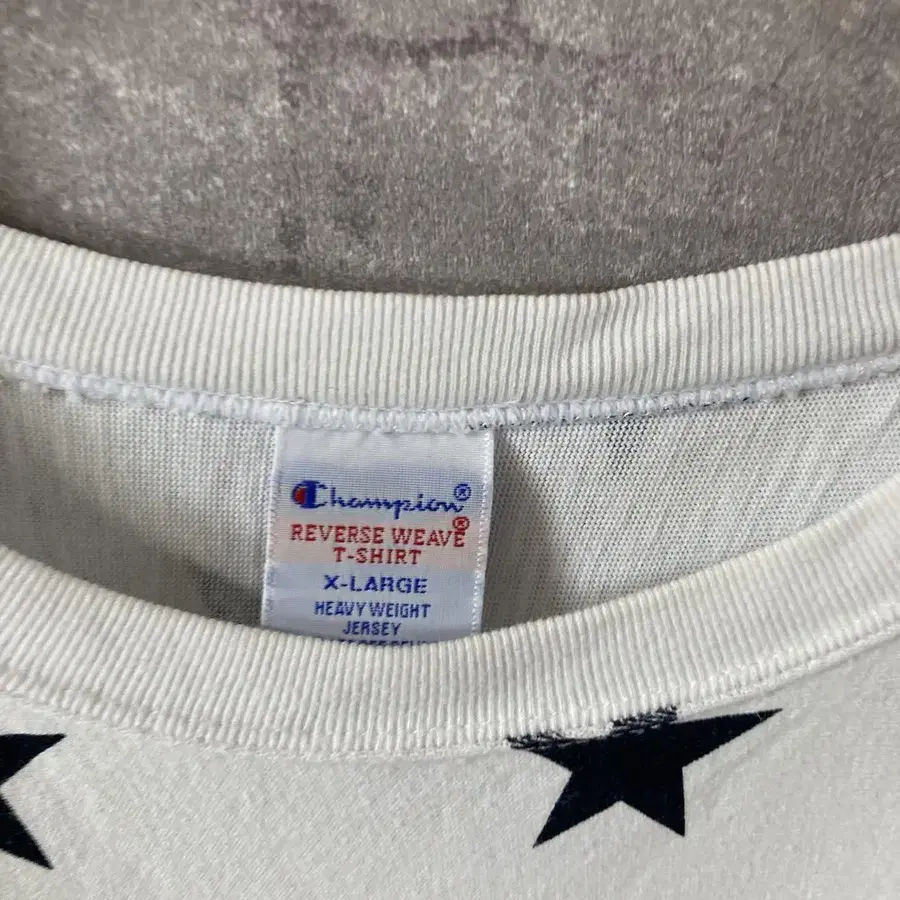 Champion®
REVERSE WEAVE®
T-SHIRT
X-LARGE
HEAVY WEIGHT
JERSEY